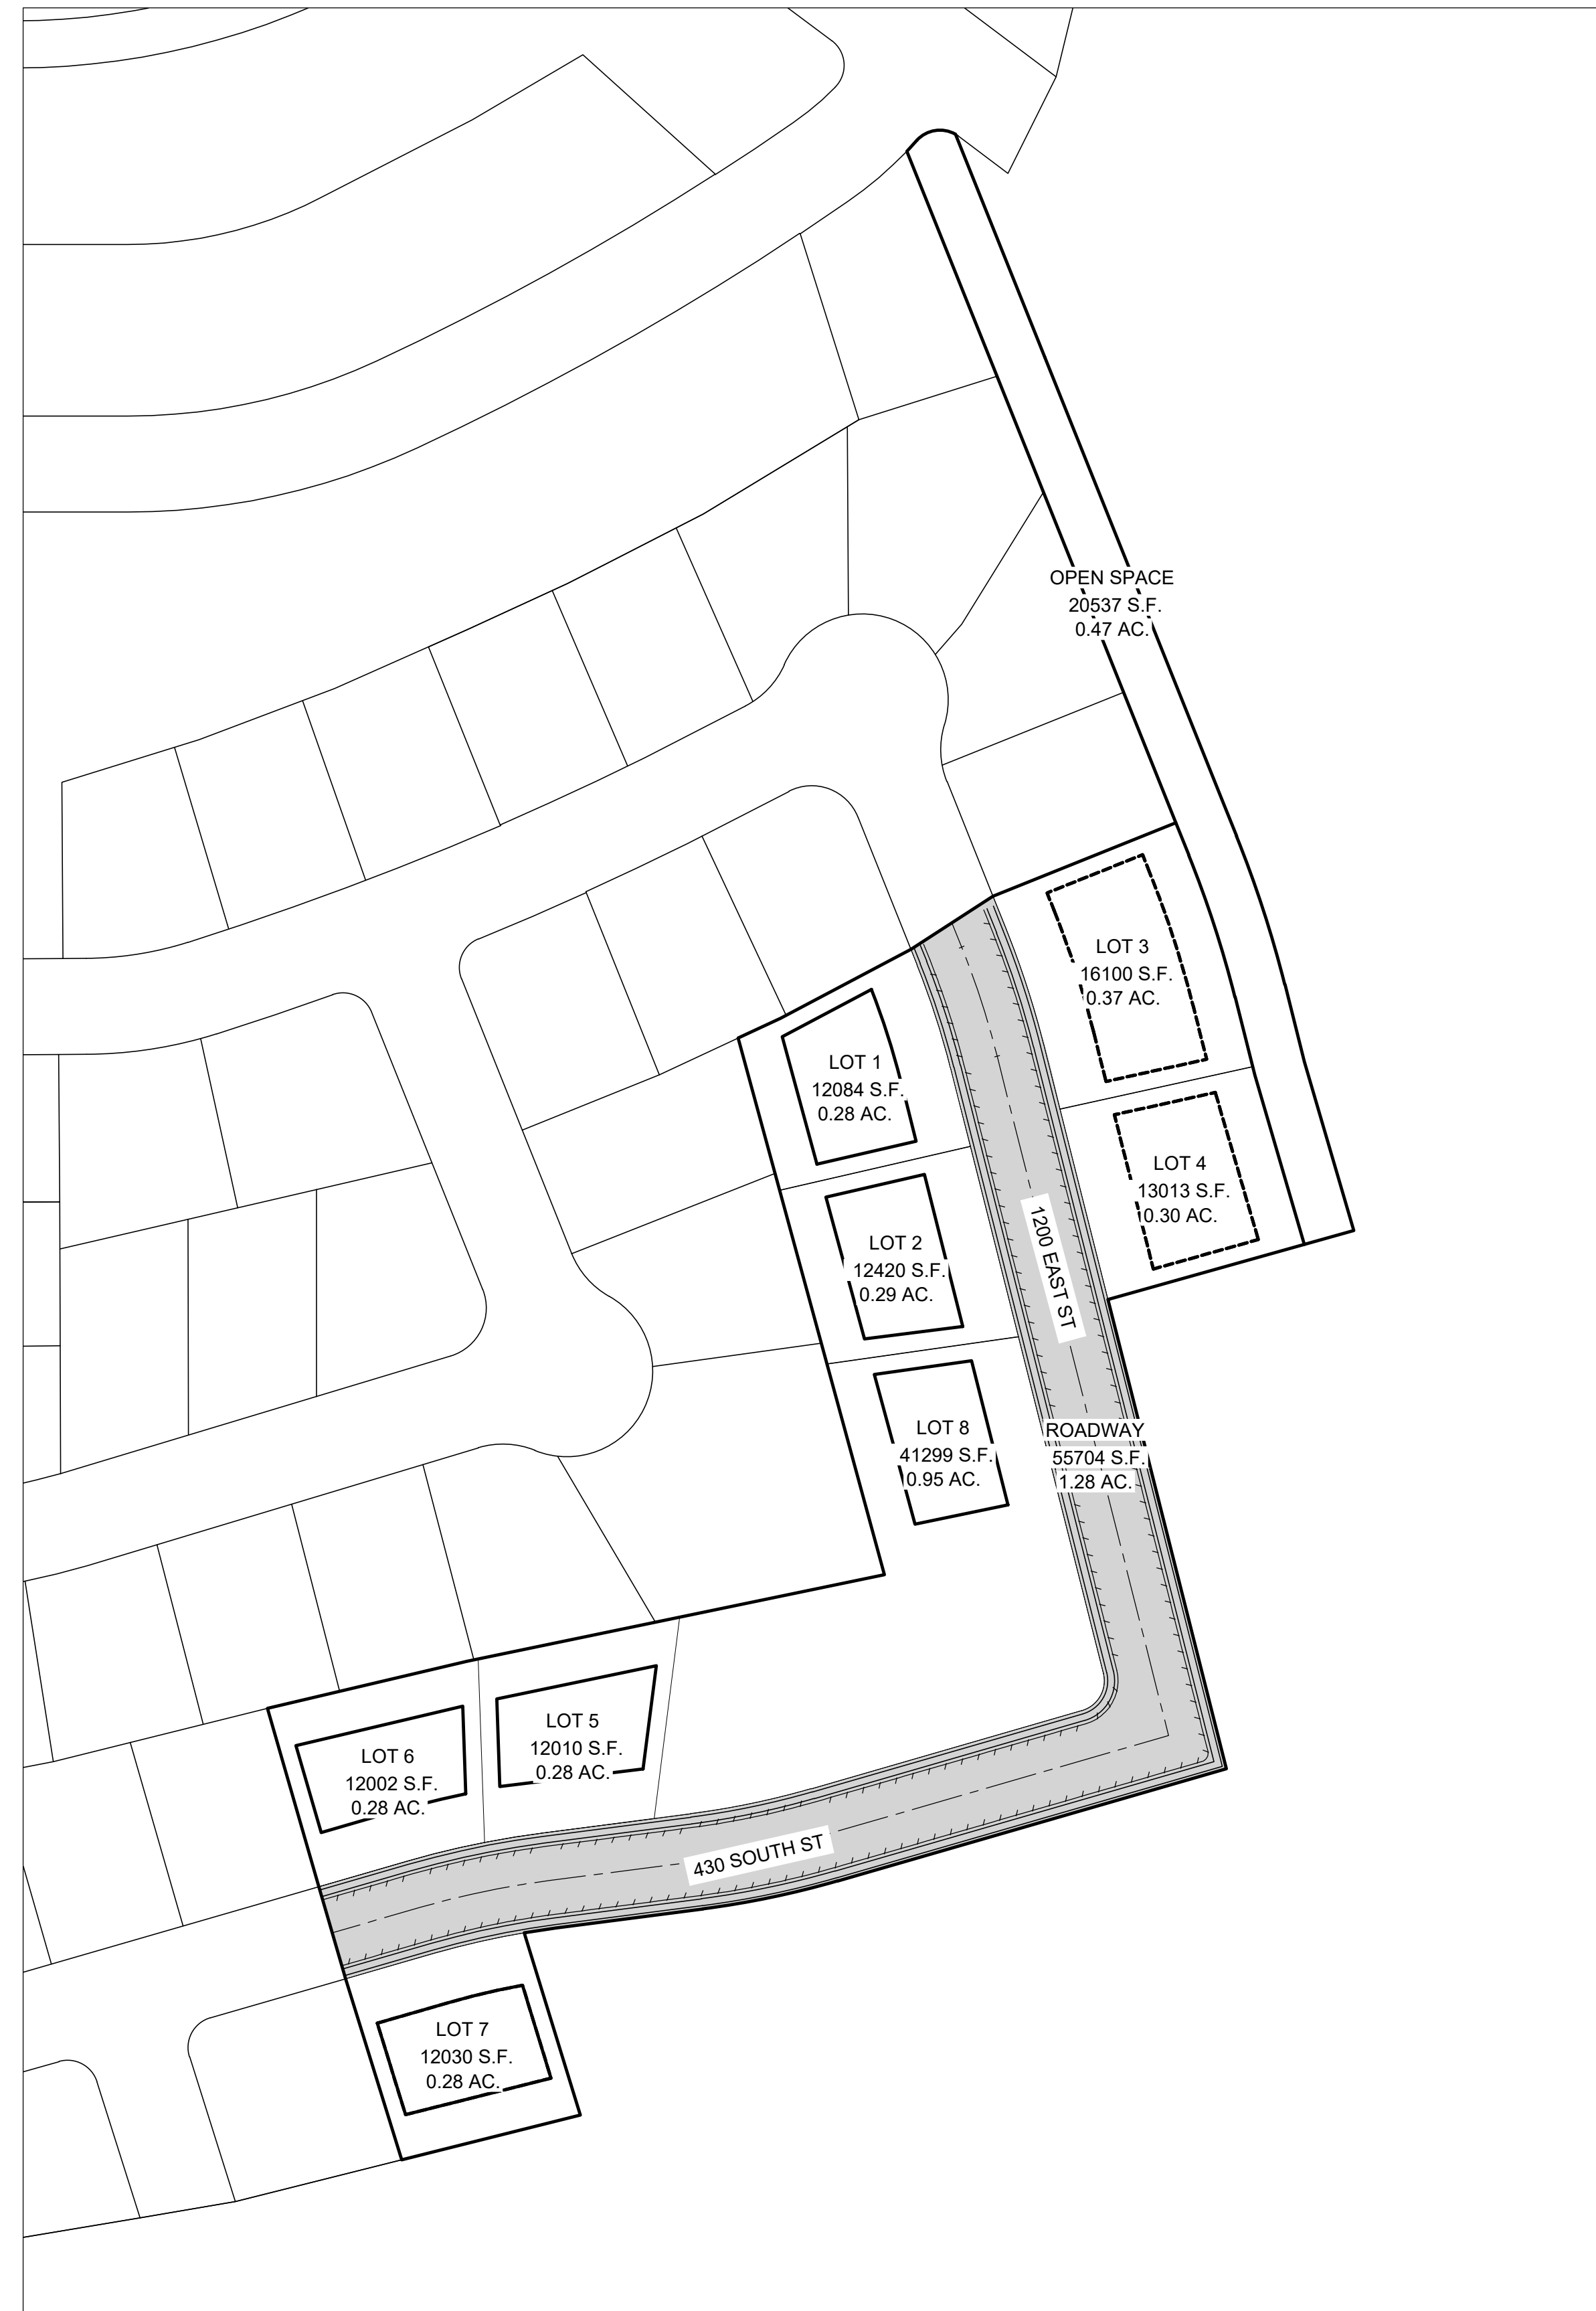 OPEN SPACE
20537 S.F.
0.47 AC.
LOT 3
16100 S.F.
0.37 AC.
LOT 1
12084 S.F.
0.28 AC.
LOT 4
13013 S.F.
0.30 AC.
1200 EAST ST
LOT 2
12420 S.F.
0.29 AC.
LOT 8
41299 S.F.
0.95 AC.
ROADWAY
55704 S.F.
1.28 AC.
LOT 5
12010 S.F.
0.28 AC.
LOT 6
12002 S.F.
0.28 AC.
430 SOUTH ST
LOT 7
12030 S.F.
0.28 AC.